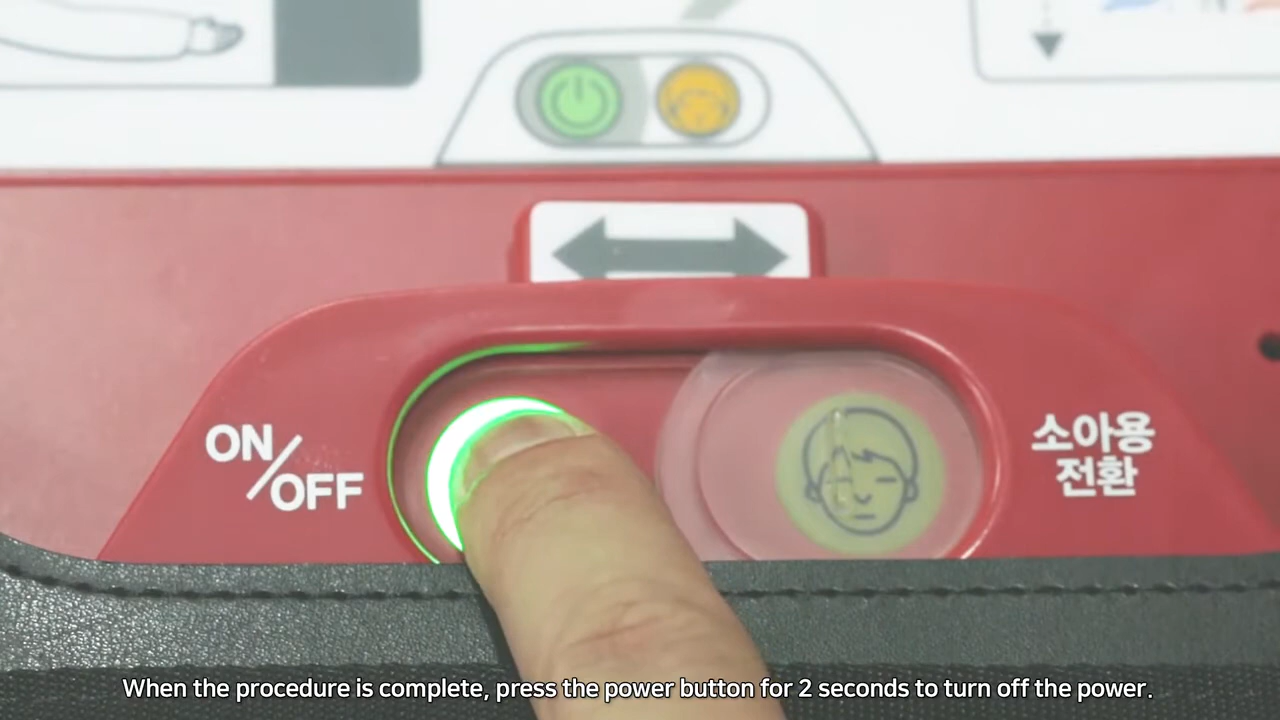 ON/OFF
소아용
전환
When the procedure is complete, press the power button for 2 seconds to turn off the power.